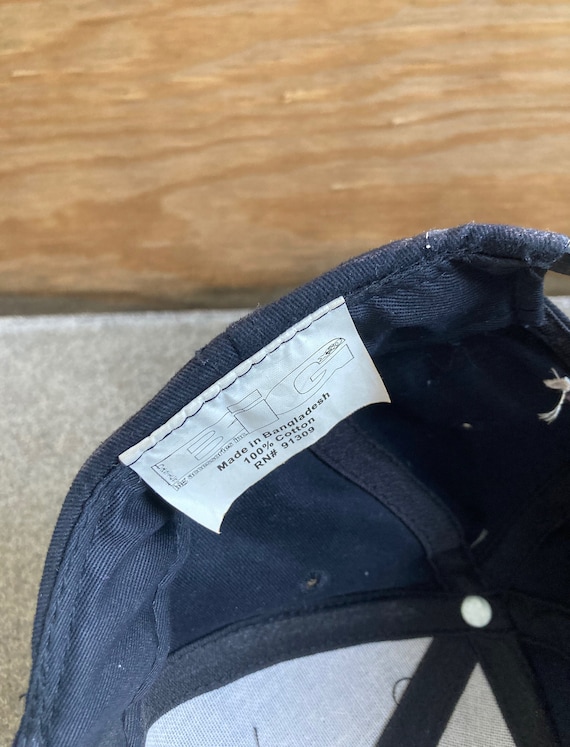 BIG
Made in Bangladesh
100% Cotton
RN# 91309